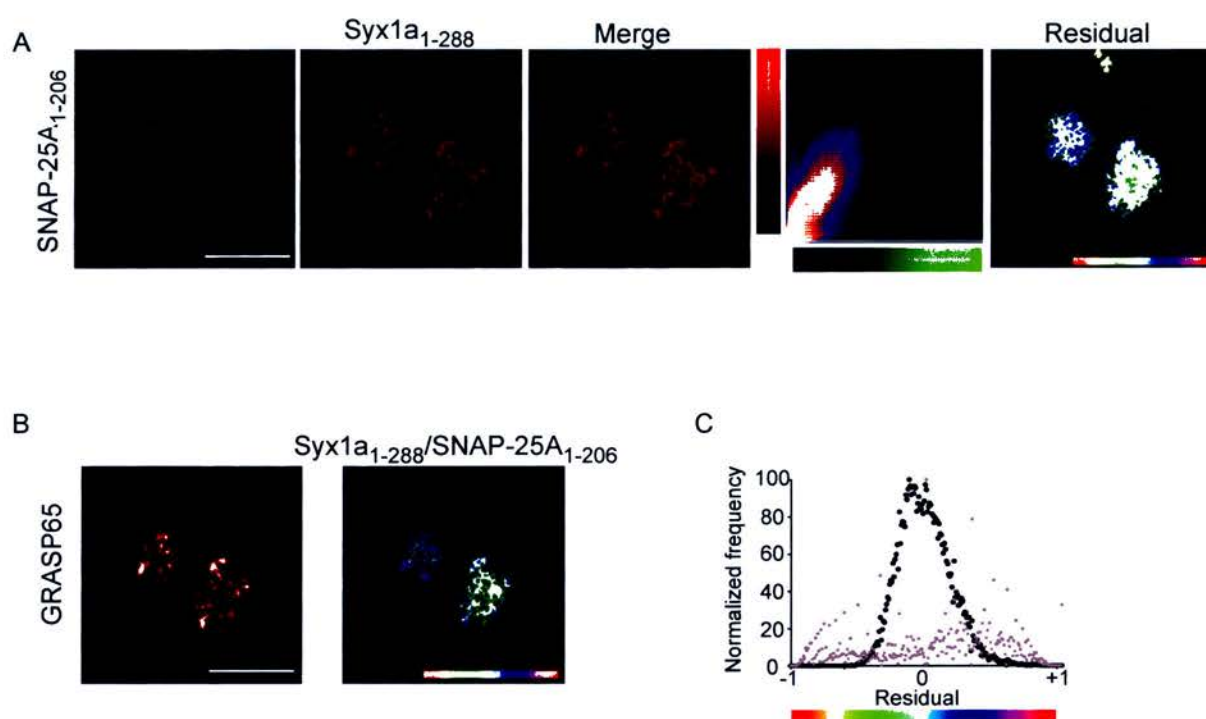 A
Syx1a1-288
Merge
Residual
SNAP-25A1-206
B
Syx1a1-288/SNAP-25A1-206
GRASP65
C
Normalized frequency
100
80
60
40
20
0
-1
0
+1
Residual